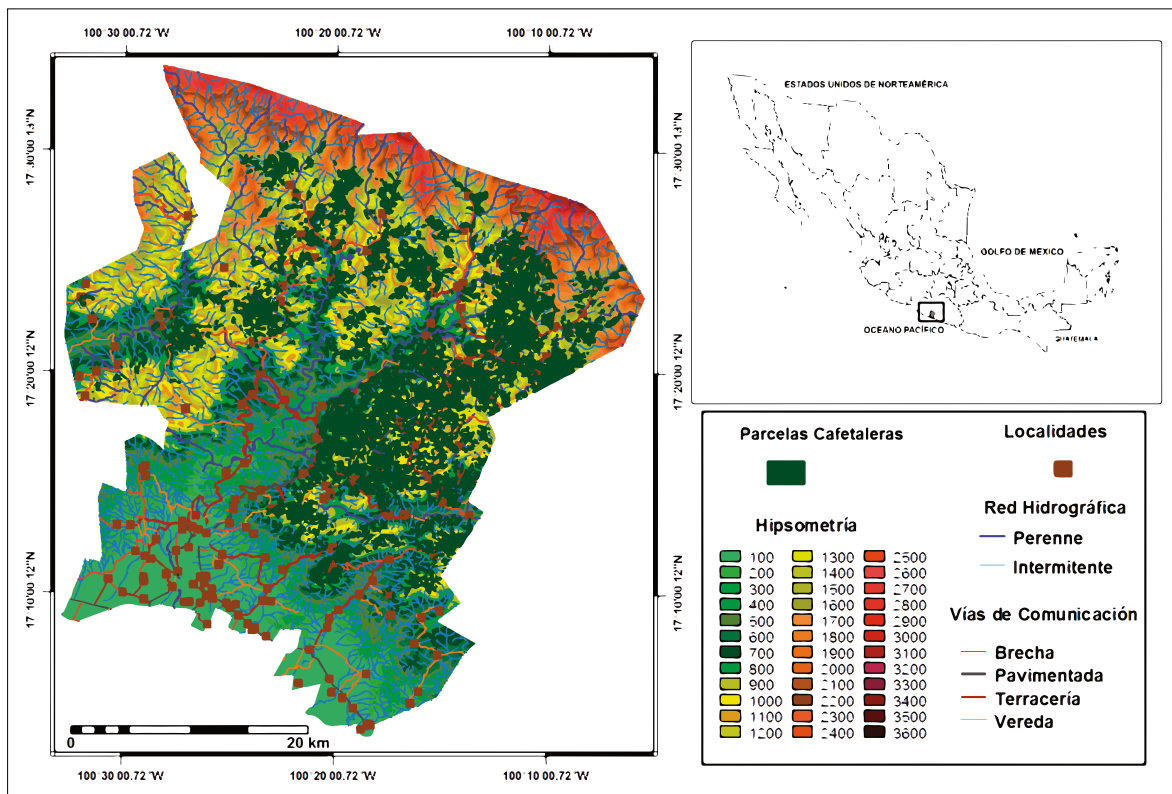 100°30'00.72"W 100°20'00.72"W 100°10'00.72"W
17°30'00.13"N
17°20'00.12"N
17°10'00.12"N
17°30'00.13"N
17°20'00.12"N
17°10'00.12"N
0 20 km
100°30'00.72"W 100°20'00.72"W 100°10'00.72"W
ESTADOS UNIDOS DE NORTEAMÉRICA
GOLFO DE MEXICO
OCEANO PACÍFICO
GUATEMALA
Parcelas Cafetaleras
Hipsometría
100 1300 2500
200 1400 2600
300 1500 2700
400 1600 2800
500 1700 2900
600 1800 3000
700 1900 3100
800 2000 3200
900 2100 3300
1000 2200 3400
1100 2300 3500
1200 2400 3600
Localidades
Red Hidrográfica
Perenne
Intermitente
Vías de Comunicación
Brecha
Pavimentada
Terracería
Vereda